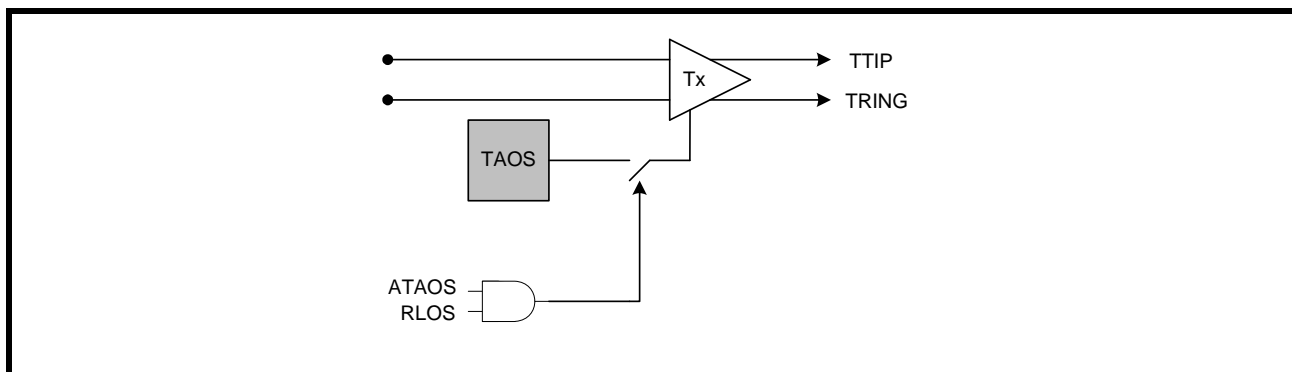 TTIP
Tx
TRING
TAOS
ATAOS
RLOS